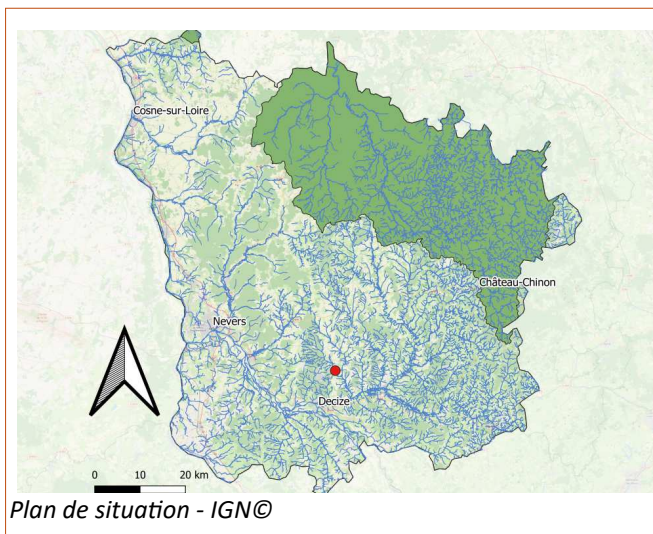 Cosne-sur-Loire
Château-Chinon
Nevers
Decize
0 10 20 km
Plan de situation - IGN©